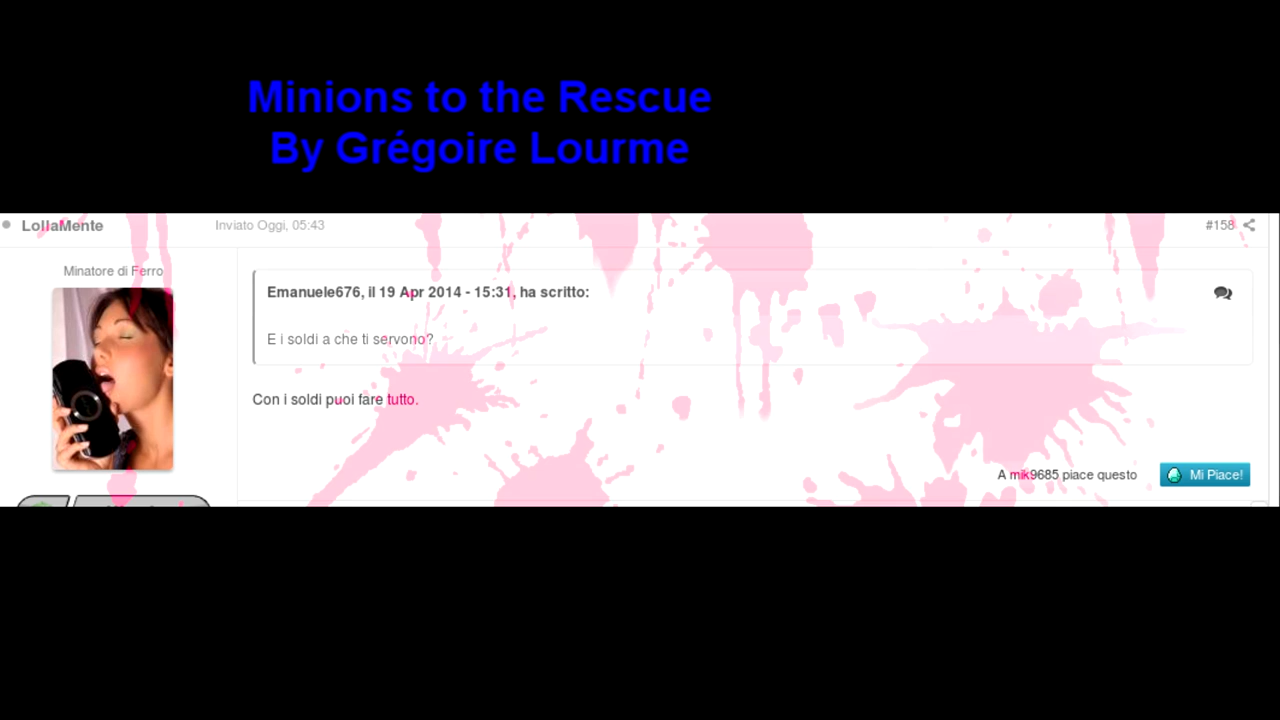 Minions to the Rescue
By Grégoire Lourme
LollaMente
Inviato Oggi, 05:43
#158
Minatore di Ferro
Emanuele676, il 19 Apr 2014 - 15:31, ha scritto:
E i soldi a che ti servono?
Con i soldi puoi fare tutto.
A mik9685 piace questo
Mi Piace!